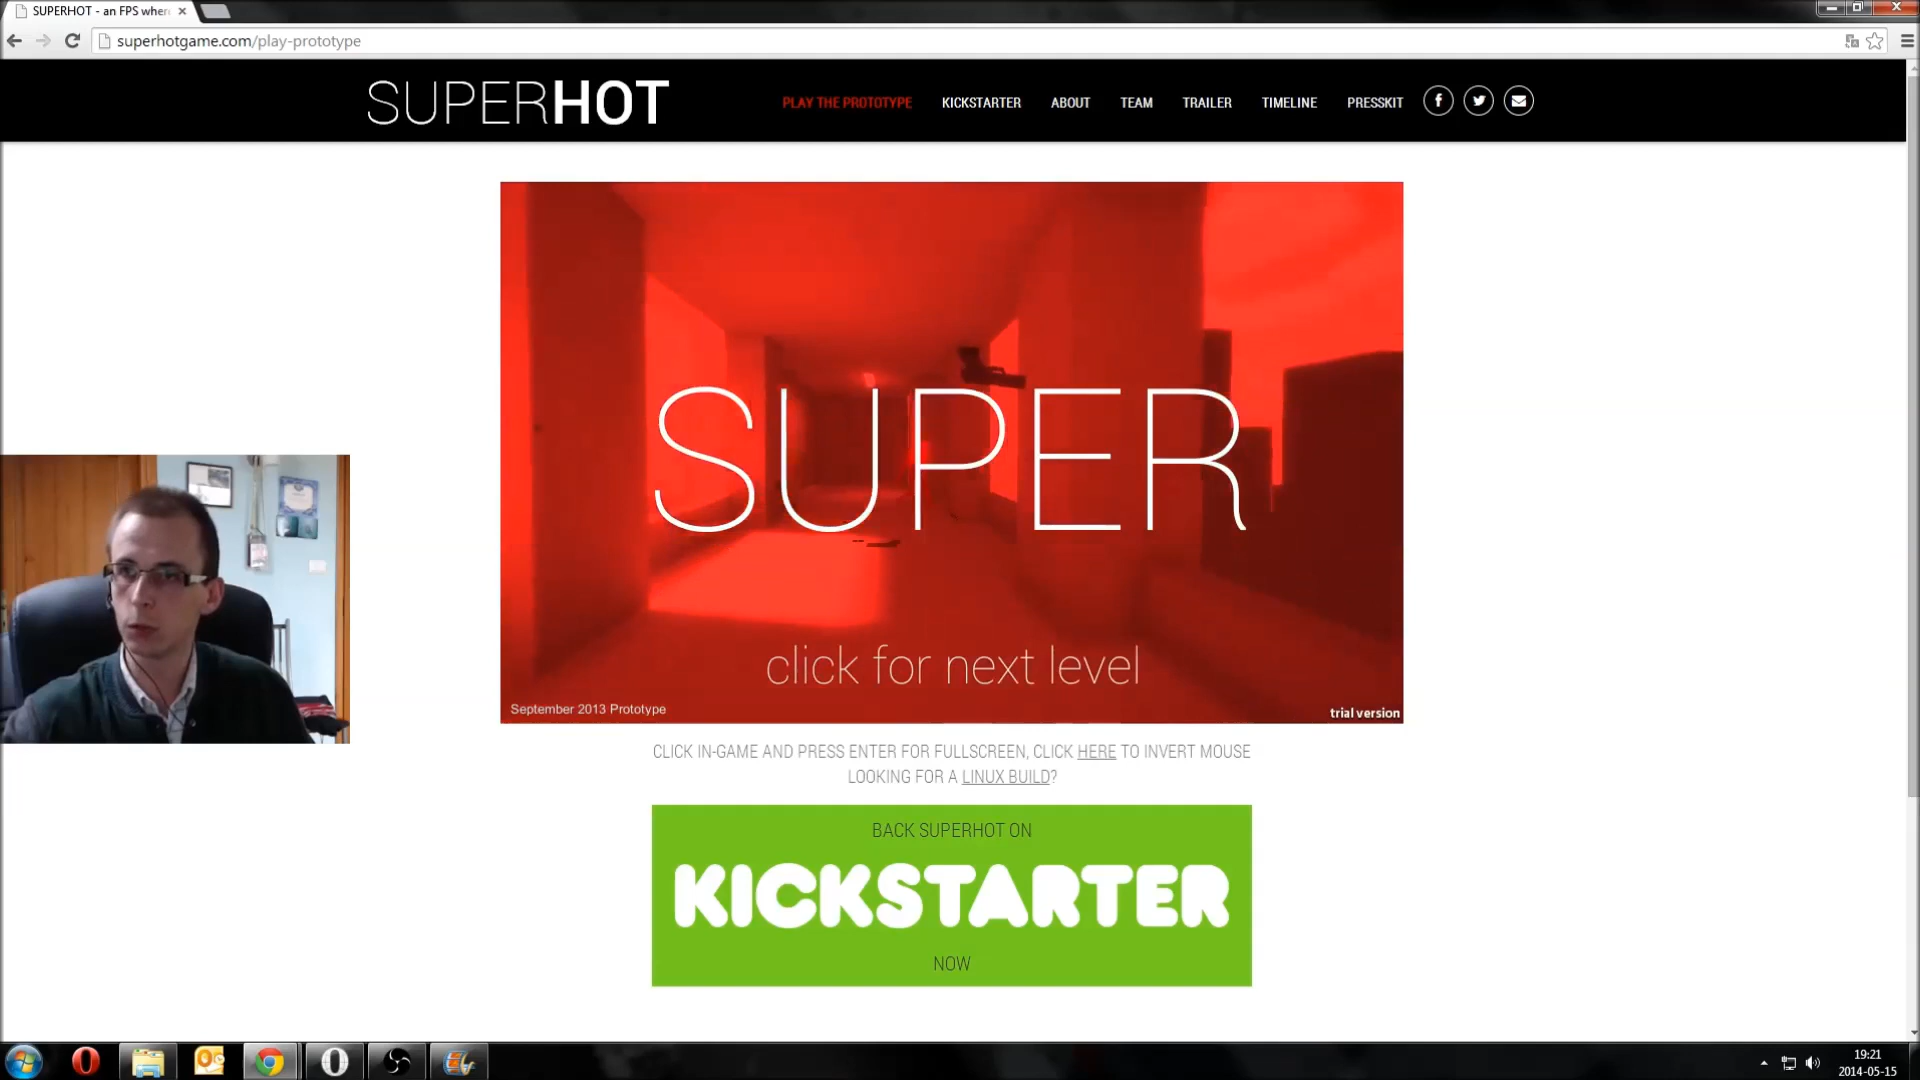 SUPERHOT - an FPS wher
superhotgame.com/play-prototype
SUPERHOT
PLAY THE PROTOTYPE
KICKSTARTER
ABOUT
TEAM
TRAILER
TIMELINE
PRESSKIT
SUPER
click for next level
September 2013 Prototype
trial version
CLICK IN-GAME AND PRESS ENTER FOR FULLSCREEN, CLICK HERE TO INVERT MOUSE
LOOKING FOR A LINUX BUILD?
BACK SUPERHOT ON
KICKSTARTER
NOW
19:21
2014-05-15